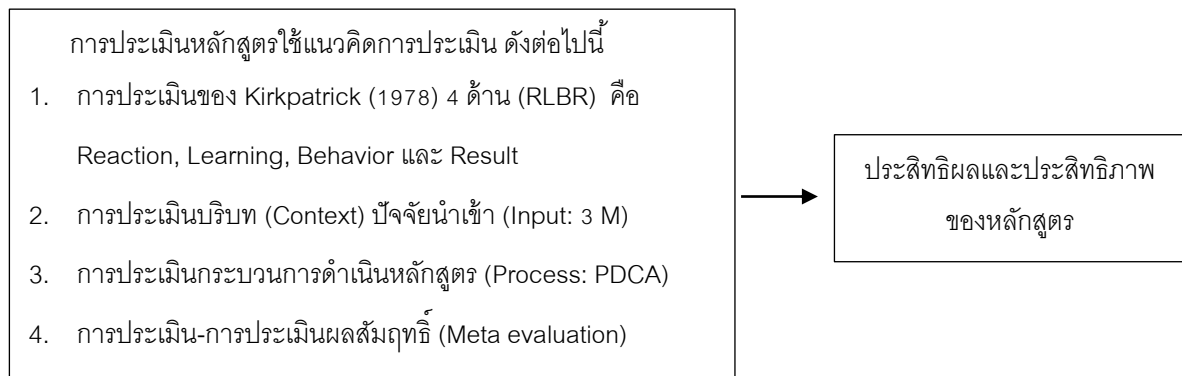 การประเมินหลักสูตรใช้แนวคิดการประเมิน ดังต่อไปนี้
1. การประเมินของ Kirkpatrick (1978) 4 ด้าน (RLBR) คือ
Reaction, Learning, Behavior และ Result
2. การประเมินบริบท (Context) ปัจจัยนำเข้า (Input: 3 M)
3. การประเมินกระบวนการดำเนินหลักสูตร (Process: PDCA)
4. การประเมิน-การประเมินผลสัมฤทธิ์ (Meta evaluation)
ประสิทธิผลและประสิทธิภาพ
ของหลักสูตร